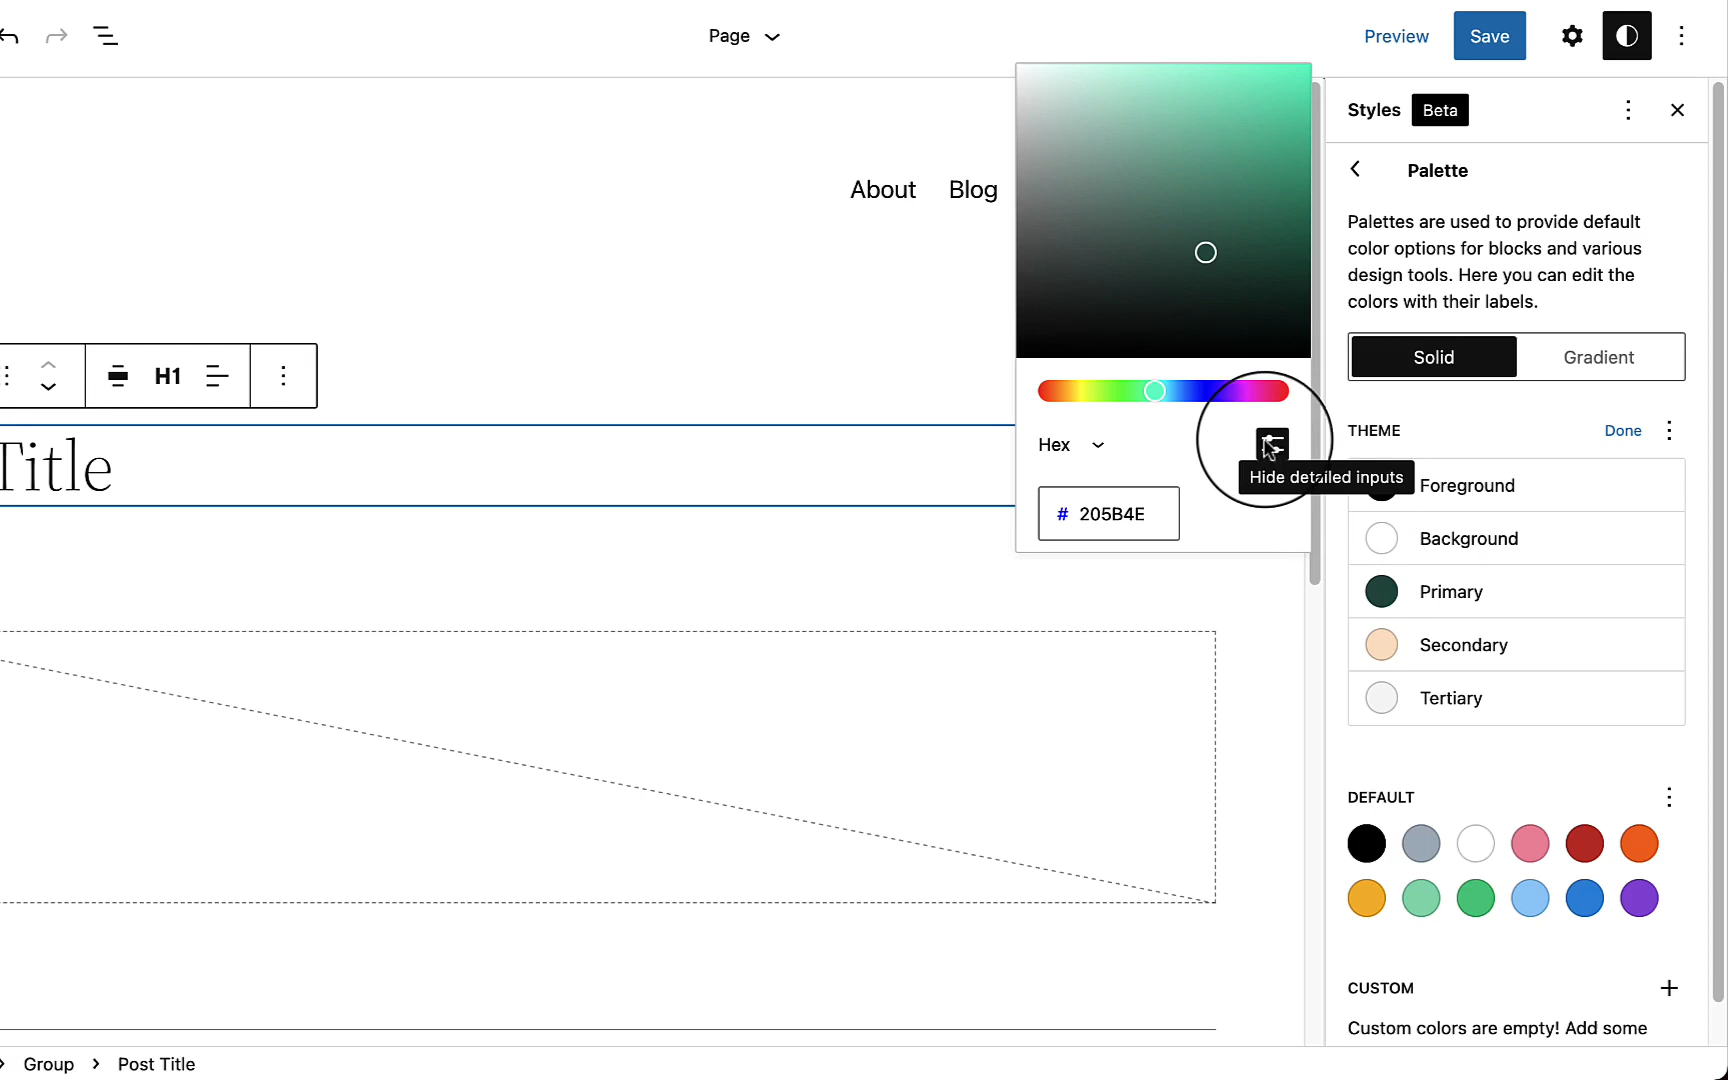 Page
Preview
Save
Styles
Beta
About
Blog
Palette
Palettes are used to provide default
color options for blocks and various
design tools. Here you can edit the
colors with their labels.
Solid
Gradient
H1
Title
Hex
THEME
Done
Hide detailed inputs
Foreground
# 205B4E
Background
Primary
Secondary
Tertiary
DEFAULT
CUSTOM
Custom colors are empty! Add some
Group
Post Title